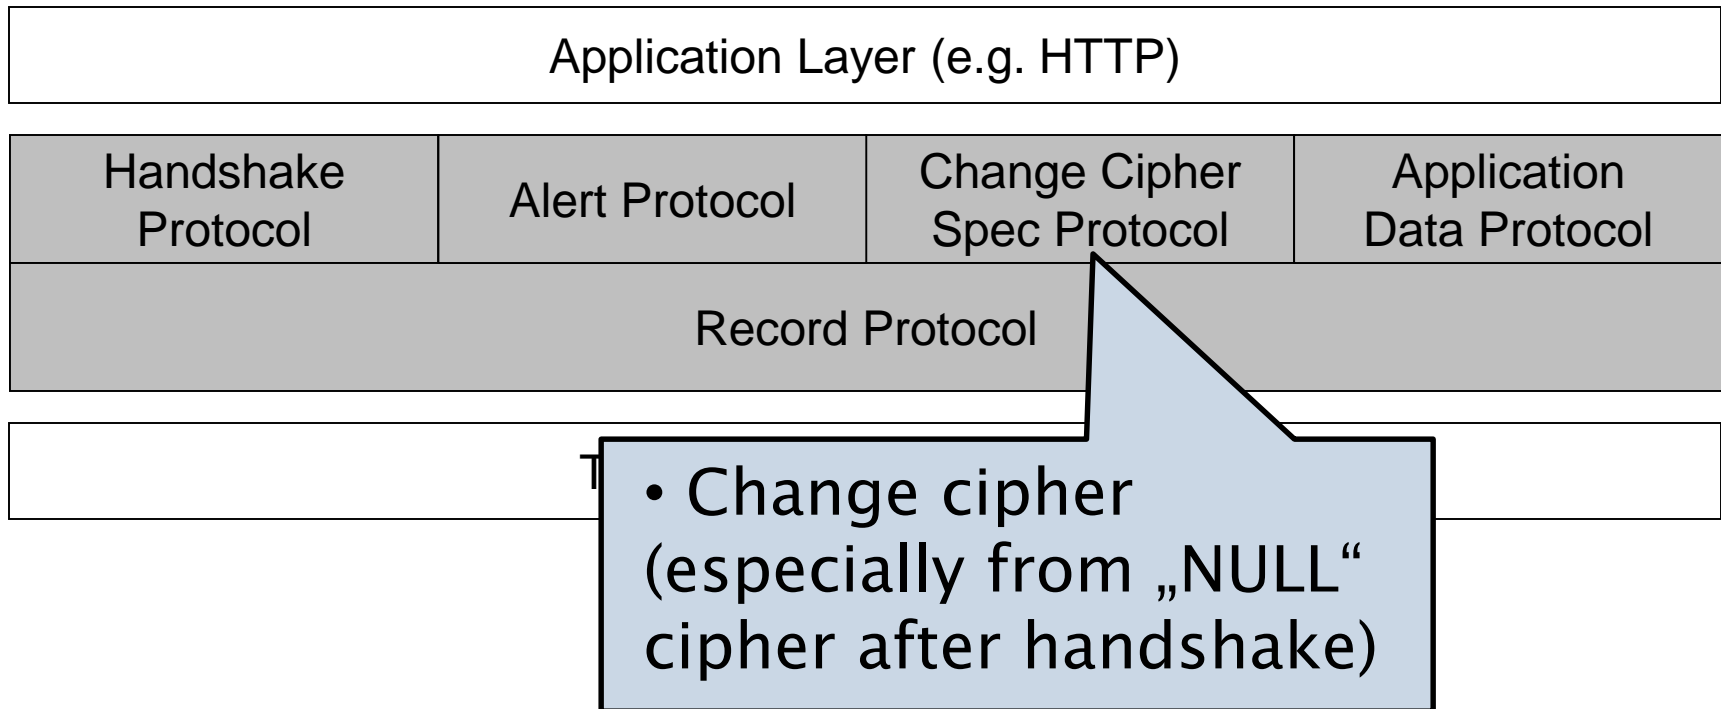 Application Layer (e.g. HTTP)
Handshake
Protocol
Alert Protocol
Change Cipher
Spec Protocol
Application
Data Protocol
Record Protocol
• Change cipher
(especially from „NULL“
cipher after handshake)